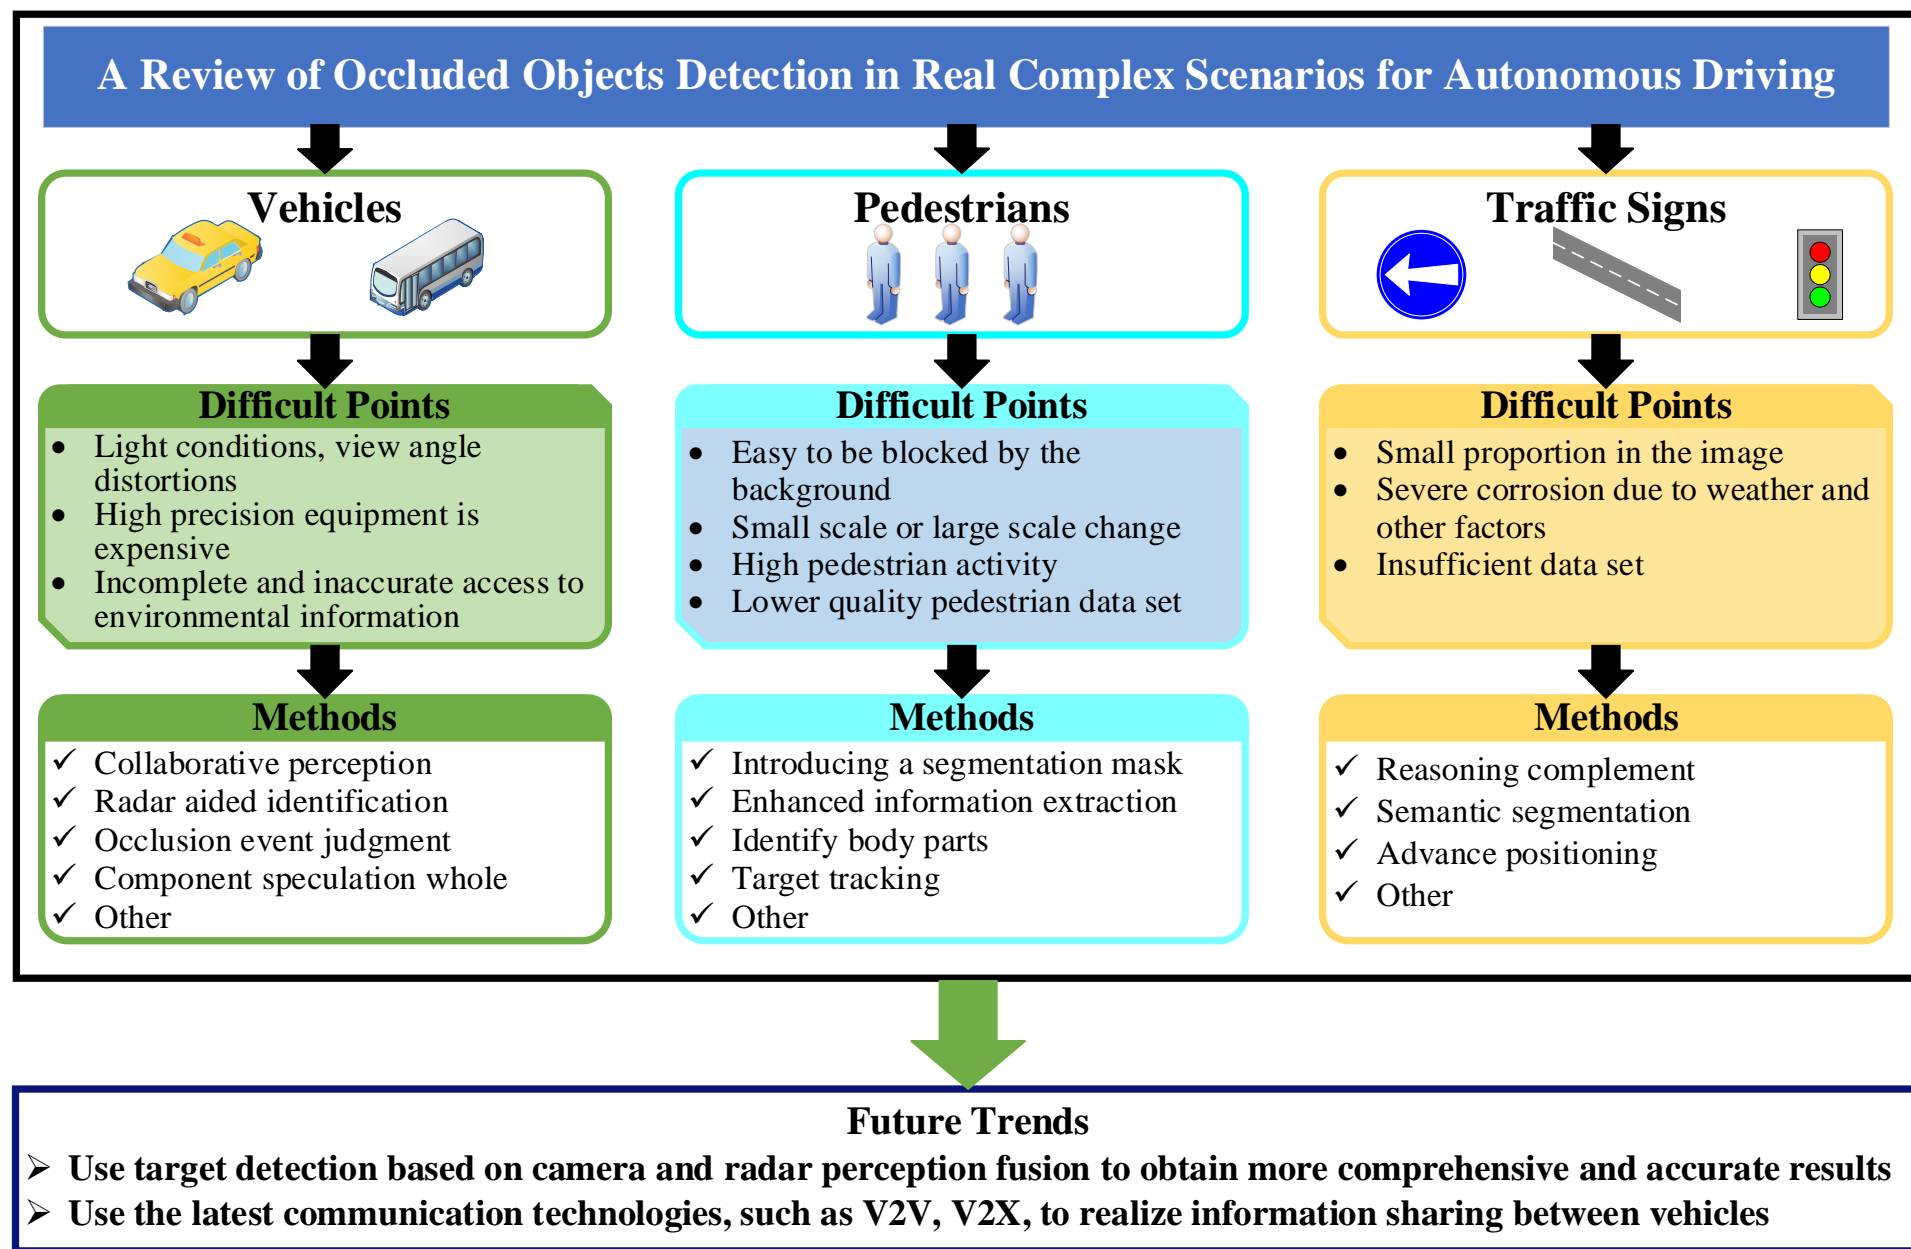 A Review of Occluded Objects Detection in Real Complex Scenarios for Autonomous Driving
Vehicles
Difficult Points
• Light conditions, view angle
distortions
• High precision equipment is
expensive
• Incomplete and inaccurate access to
environmental information
Methods
✓ Collaborative perception
✓ Radar aided identification
✓ Occlusion event judgment
✓ Component speculation whole
✓ Other
Pedestrians
Difficult Points
• Easy to be blocked by the
background
• Small scale or large scale change
• High pedestrian activity
• Lower quality pedestrian data set
Methods
✓ Introducing a segmentation mask
✓ Enhanced information extraction
✓ Identify body parts
✓ Target tracking
✓ Other
Traffic Signs
Difficult Points
• Small proportion in the image
• Severe corrosion due to weather and
other factors
• Insufficient data set
Methods
✓ Reasoning complement
✓ Semantic segmentation
✓ Advance positioning
✓ Other
Future Trends
➢ Use target detection based on camera and radar perception fusion to obtain more comprehensive and accurate results
➢ Use the latest communication technologies, such as V2V, V2X, to realize information sharing between vehicles